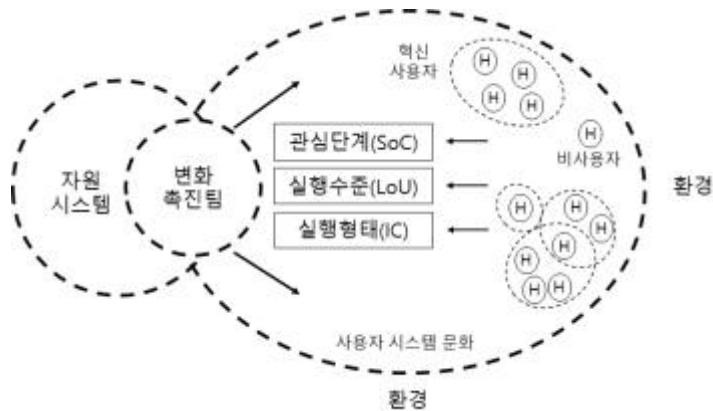 혁신
사용자
H
H
H
H
H
비사용자
관심단계(SoC)
실행수준(LoU)
실행형태(IC)
자원
시스템
변화
촉진팀
환경
H
H
H
H
H
H
H
사용자 시스템 문화
환경